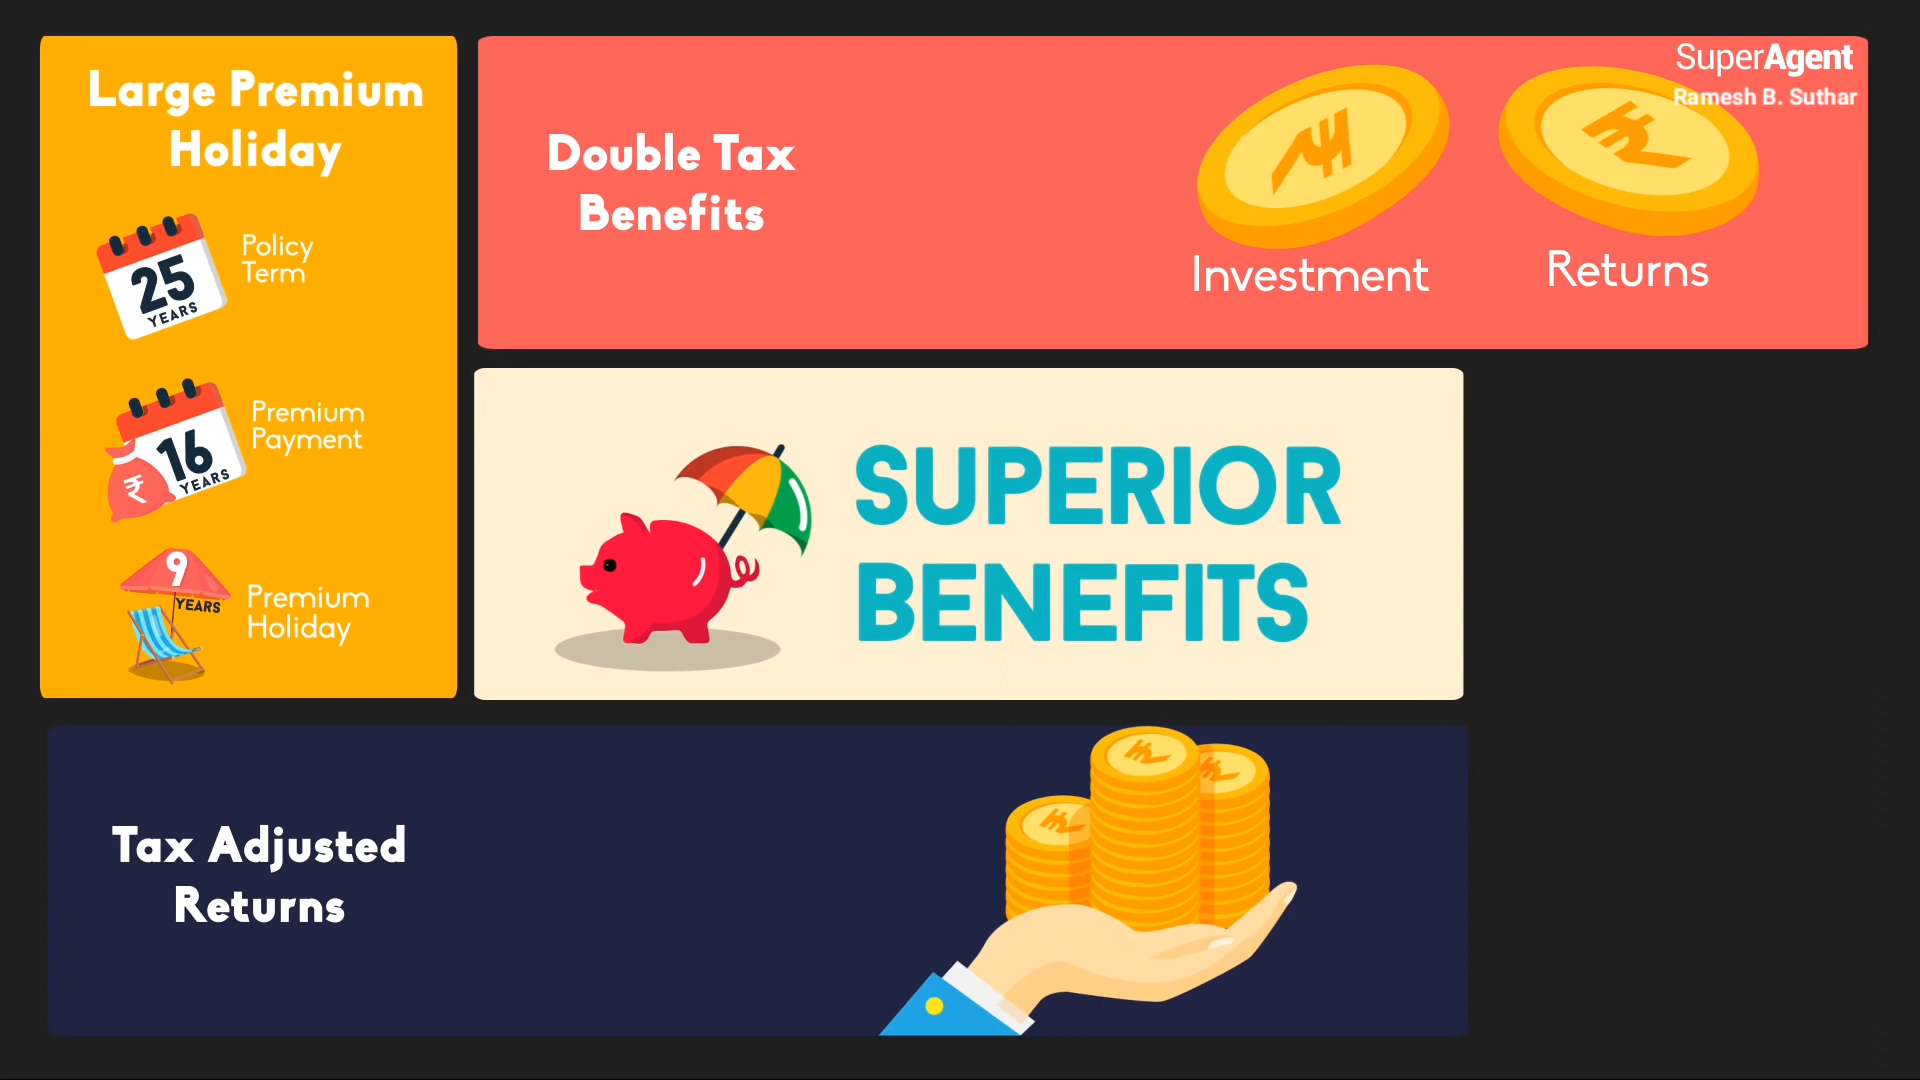 Large Premium
Holiday
25
YEARS
Policy
Term
16
YEARS
₹
Premium
Payment
9
YEARS
Premium
Holiday
Double Tax
Benefits
₹
Investment
₹
Returns
SuperAgent
Ramesh B. Suthar
SUPERIOR
BENEFITS
Tax Adjusted
Returns
₹
₹
₹